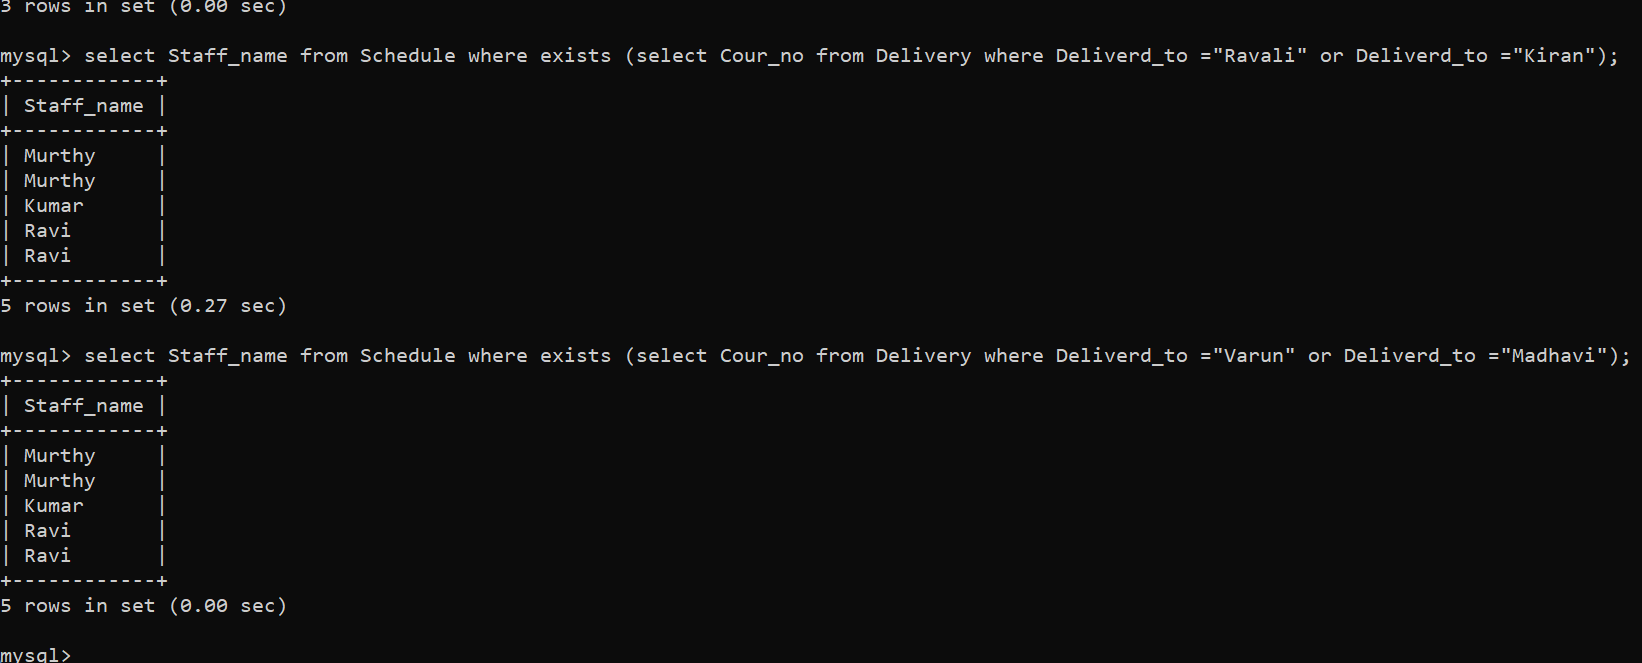 3 rows in set (0.00 sec)
mysql> select Staff_name from Schedule where exists (select Cour_no from Delivery where Deliverd_to ="Ravali" or Deliverd_to ="Kiran");
+------------+
| Staff_name |
+------------+
| Murthy     |
| Murthy     |
| Kumar      |
| Ravi       |
| Ravi       |
+------------+
5 rows in set (0.27 sec)
mysql> select Staff_name from Schedule where exists (select Cour_no from Delivery where Deliverd_to ="Varun" or Deliverd_to ="Madhavi");
+------------+
| Staff_name |
+------------+
| Murthy     |
| Murthy     |
| Kumar      |
| Ravi       |
| Ravi       |
+------------+
5 rows in set (0.00 sec)
mysql>